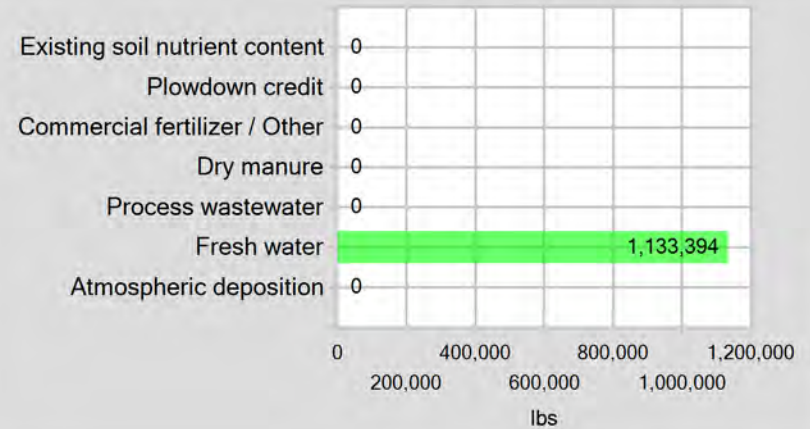 Existing soil nutrient content 0
Plowdown credit 0
Commercial fertilizer / Other 0
Dry manure 0
Process wastewater 0
Fresh water 1,133,394
Atmospheric deposition 0
0 400,000 800,000 1,200,000
200,000 600,000 1,000,000
lbs